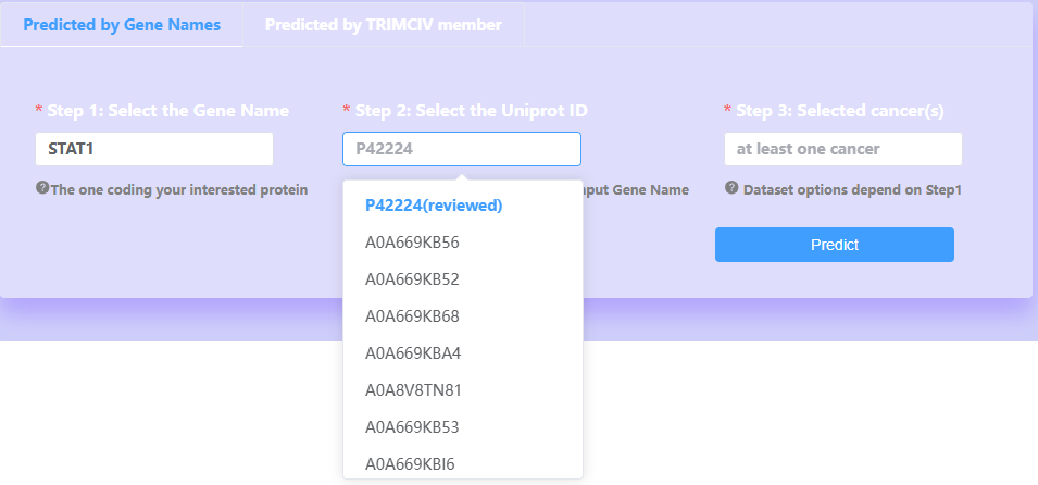 Predicted by Gene Names
Predicted by TRIMCIV member
* Step 1: Select the Gene Name
* Step 2: Select the Uniprot ID
* Step 3: Selected cancer(s)
STAT1
P42224
at least one cancer
The one coding your interested protein
Gene Name
Dataset options depend on Step1
Predict
P42224(reviewed)
A0A669KB56
A0A669KB52
A0A669KB68
A0A669KBA4
A0A8V8TN81
A0A669KB53
A0A669KBI6